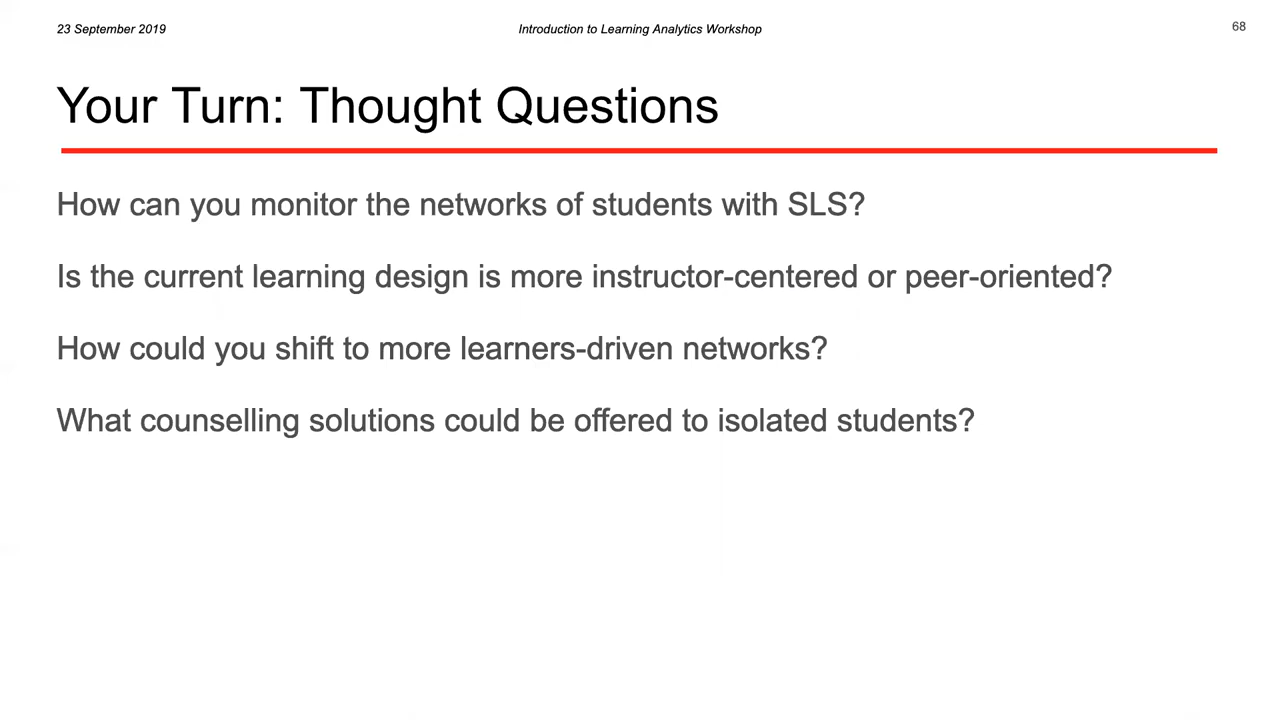 23 September 2019
Introduction to Learning Analytics Workshop
68
Your Turn: Thought Questions
How can you monitor the networks of students with SLS?
Is the current learning design is more instructor-centered or peer-oriented?
How could you shift to more learners-driven networks?
What counselling solutions could be offered to isolated students?